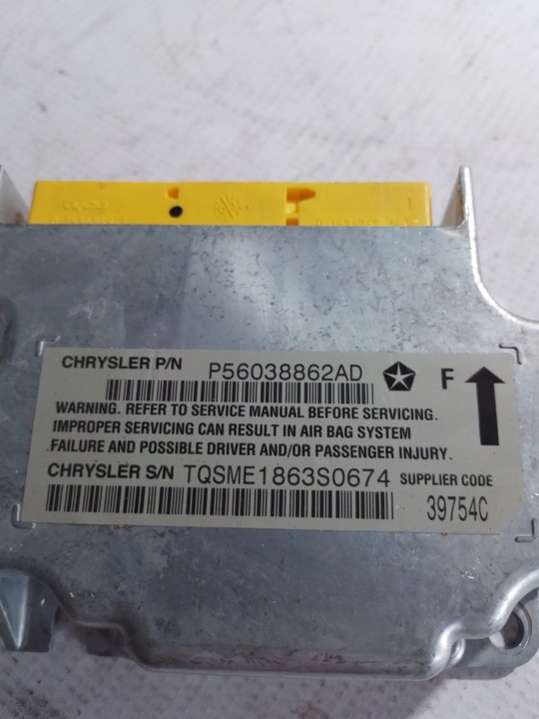 CHRYSLER P/N P56038862AD
F
WARNING. REFER TO SERVICE MANUAL BEFORE SERVICING.
IMPROPER SERVICING CAN RESULT IN AIR BAG SYSTEM
FAILURE AND POSSIBLE DRIVER AND/OR PASSENGER INJURY.
CHRYSLER S/N TQSME1863S0674 SUPPLIER CODE
39754C